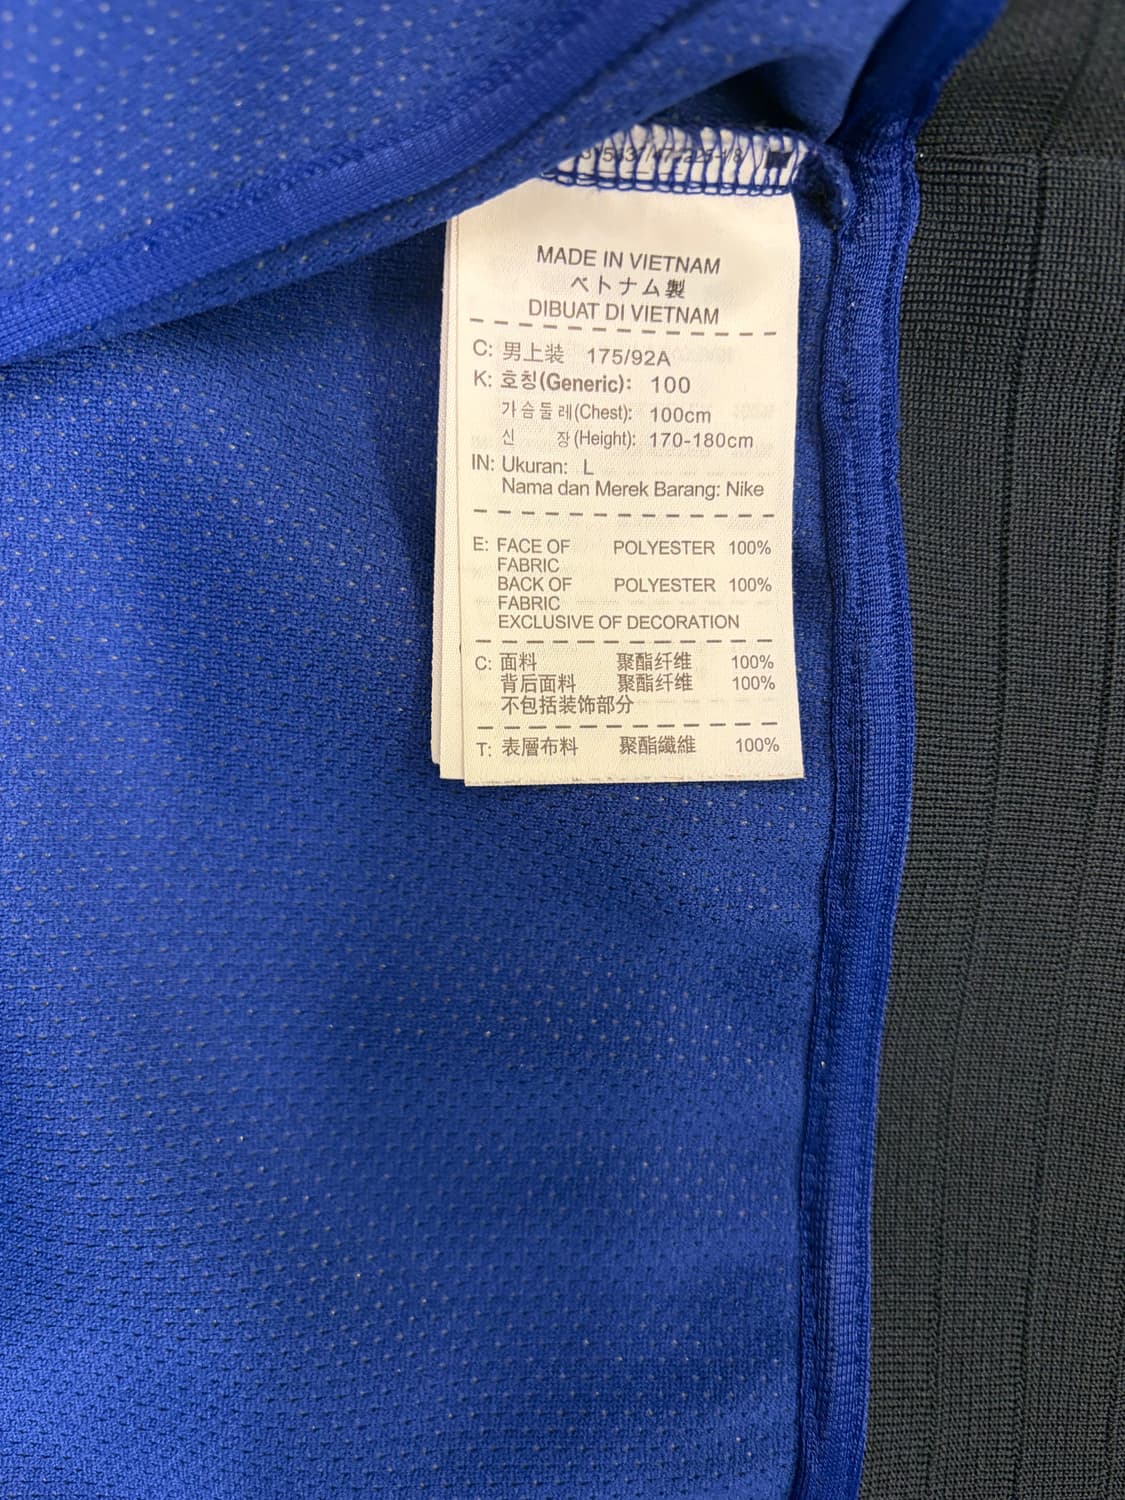 MADE IN VIETNAM
ベトナム製
DIBUAT DI VIETNAM
C: 男上装 175/92A
K: 호칭(Generic): 100
가슴둘레(Chest): 100cm
신 장(Height): 170-180cm
IN: Ukuran: L
Nama dan Merek Barang: Nike
E: FACE OF POLYESTER 100%
FABRIC
BACK OF POLYESTER 100%
FABRIC
EXCLUSIVE OF DECORATION
C: 面料 聚酯纤维 100%
背后面料 聚酯纤维 100%
不包括装饰部分
T: 表層布料 聚酯纖維 100%